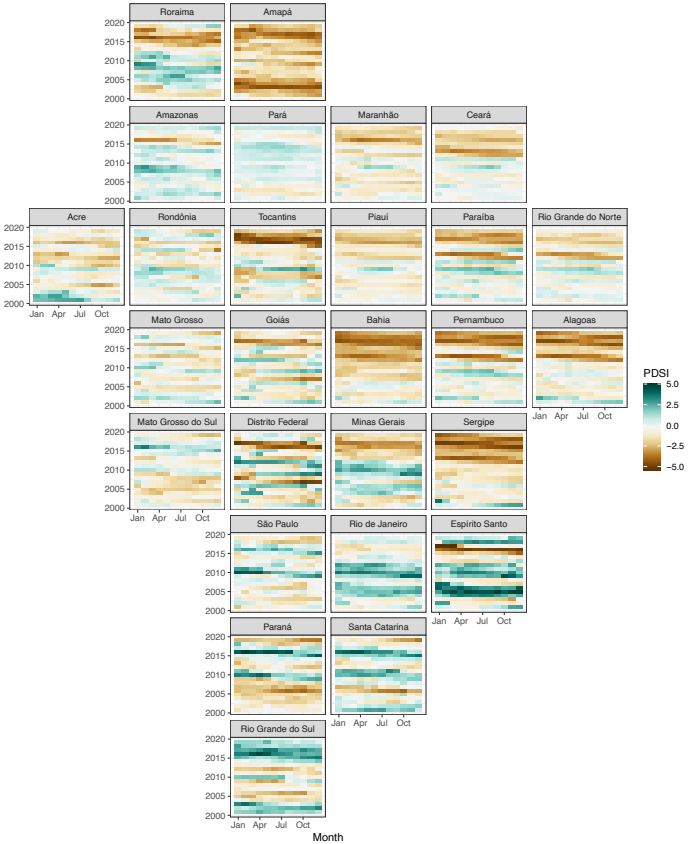 Roraima Amapá
2020
2015
2010
2005
2000
Amazonas Pará Maranhão Ceará
2020
2015
2010
2005
2000
Acre Rondônia Tocantins Piauí Paraíba Rio Grande do Norte
2020
2015
2010
2005
2000
Jan Apr Jul Oct
Mato Grosso Goiás Bahia Pernambuco Alagoas
2020
2015
2010
2005
2000
Jan Apr Jul Oct
PDSI
5.0
2.5
0.0
−2.5
−5.0
Mato Grosso do Sul Distrito Federal Minas Gerais Sergipe
2020
2015
2010
2005
2000
Jan Apr Jul Oct
São Paulo Rio de Janeiro Espírito Santo
2020
2015
2010
2005
2000
Jan Apr Jul Oct
Paraná Santa Catarina
2020
2015
2010
2005
2000
Jan Apr Jul Oct
Rio Grande do Sul
2020
2015
2010
2005
2000
Jan Apr Jul Oct
Month